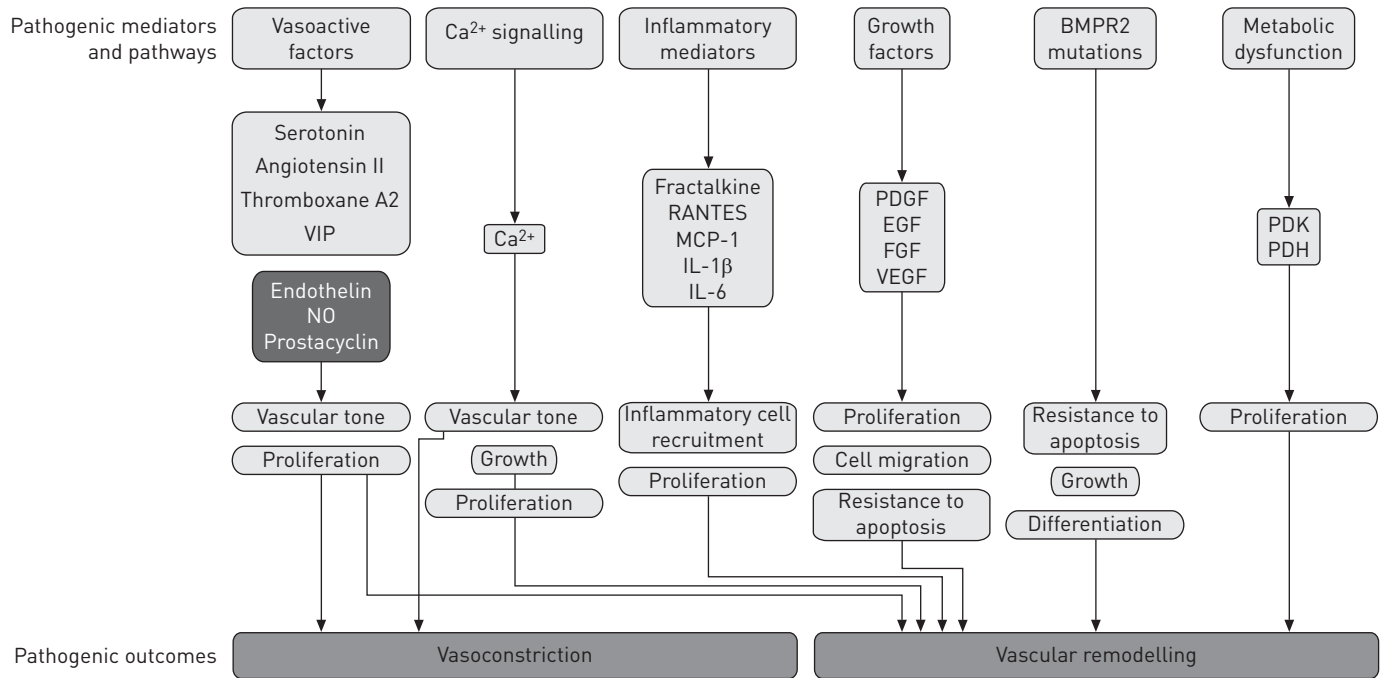 Pathogenic mediators
and pathways
Vasoactive
factors
Ca²⁺ signalling
Inflammatory
mediators
Growth
factors
BMPR2
mutations
Metabolic
dysfunction
Serotonin
Angiotensin II
Thromboxane A2
VIP
Endothelin
NO
Prostacyclin
Ca²⁺
Fractalkine
RANTES
MCP-1
IL-1β
IL-6
PDGF
EGF
FGF
VEGF
PDK
PDH
Vascular tone
Proliferation
Vascular tone
Growth
Proliferation
Inflammatory cell
recruitment
Proliferation
Proliferation
Cell migration
Resistance to
apoptosis
Resistance to
apoptosis
Growth
Differentiation
Proliferation
Pathogenic outcomes
Vasoconstriction
Vascular remodelling